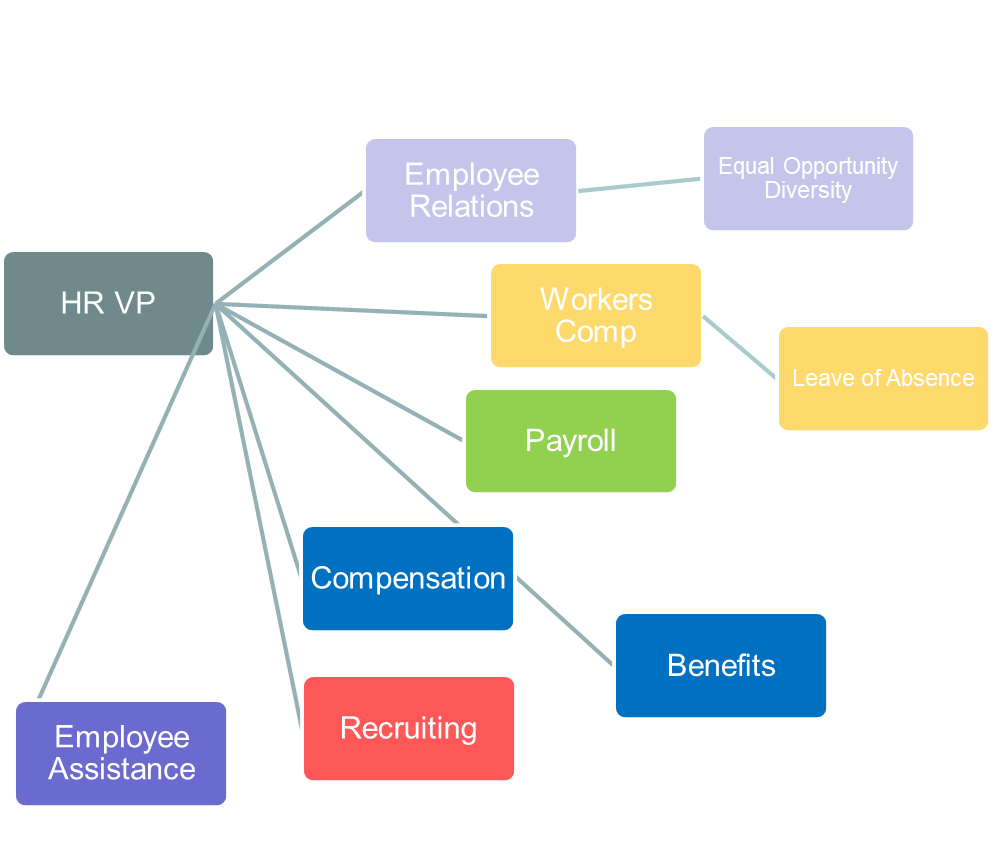 HR VP
Employee
Relations
Equal Opportunity
Diversity
Workers
Comp
Leave of Absence
Payroll
Compensation
Benefits
Recruiting
Employee
Assistance